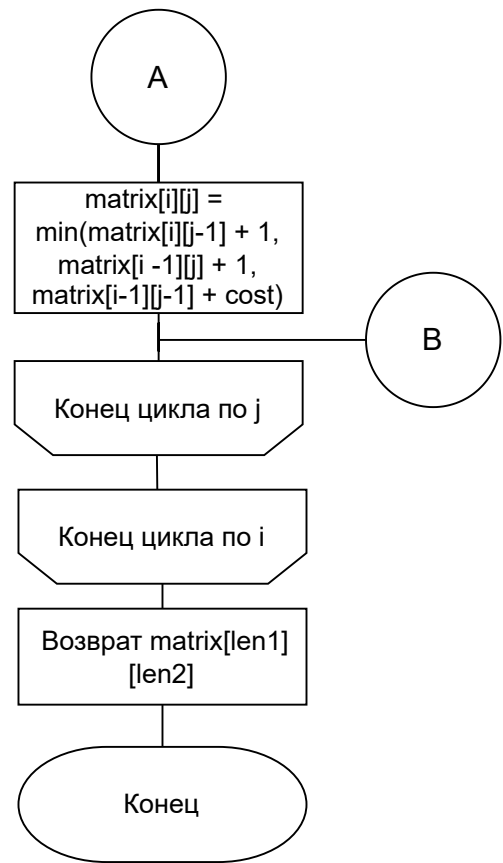 A
matrix[i][j] =
min(matrix[i][j-1] + 1,
matrix[i -1][j] + 1,
matrix[i-1][j-1] + cost)
B
Конец цикла по j
Конец цикла по i
Возврат matrix[len1]
[len2]
Конец